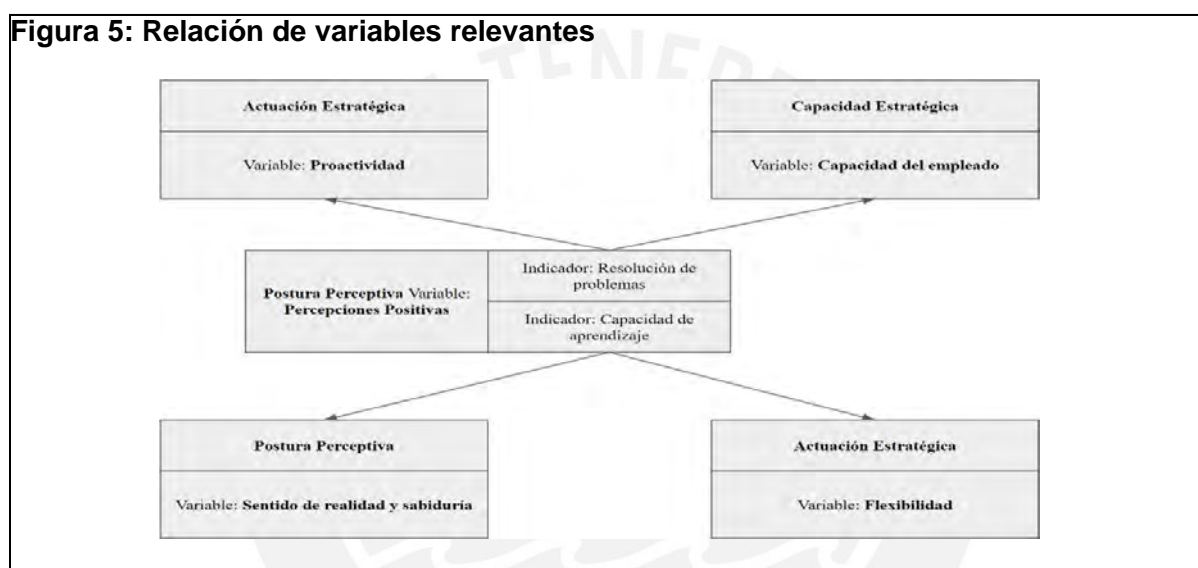 Figura 5: Relación de variables relevantes
TENEBR
Actuación Estratégica
Variable: Proactividad
Capacidad Estratégica
Variable: Capacidad del empleado
Postura Perceptiva Variable:
Percepciones Positivas
Indicador: Resolución de
problemas
Indicador: Capacidad de
aprendizaje
Postura Perceptiva
Variable: Sentido de realidad y sabiduría
Actuación Estratégica
Variable: Flexibilidad